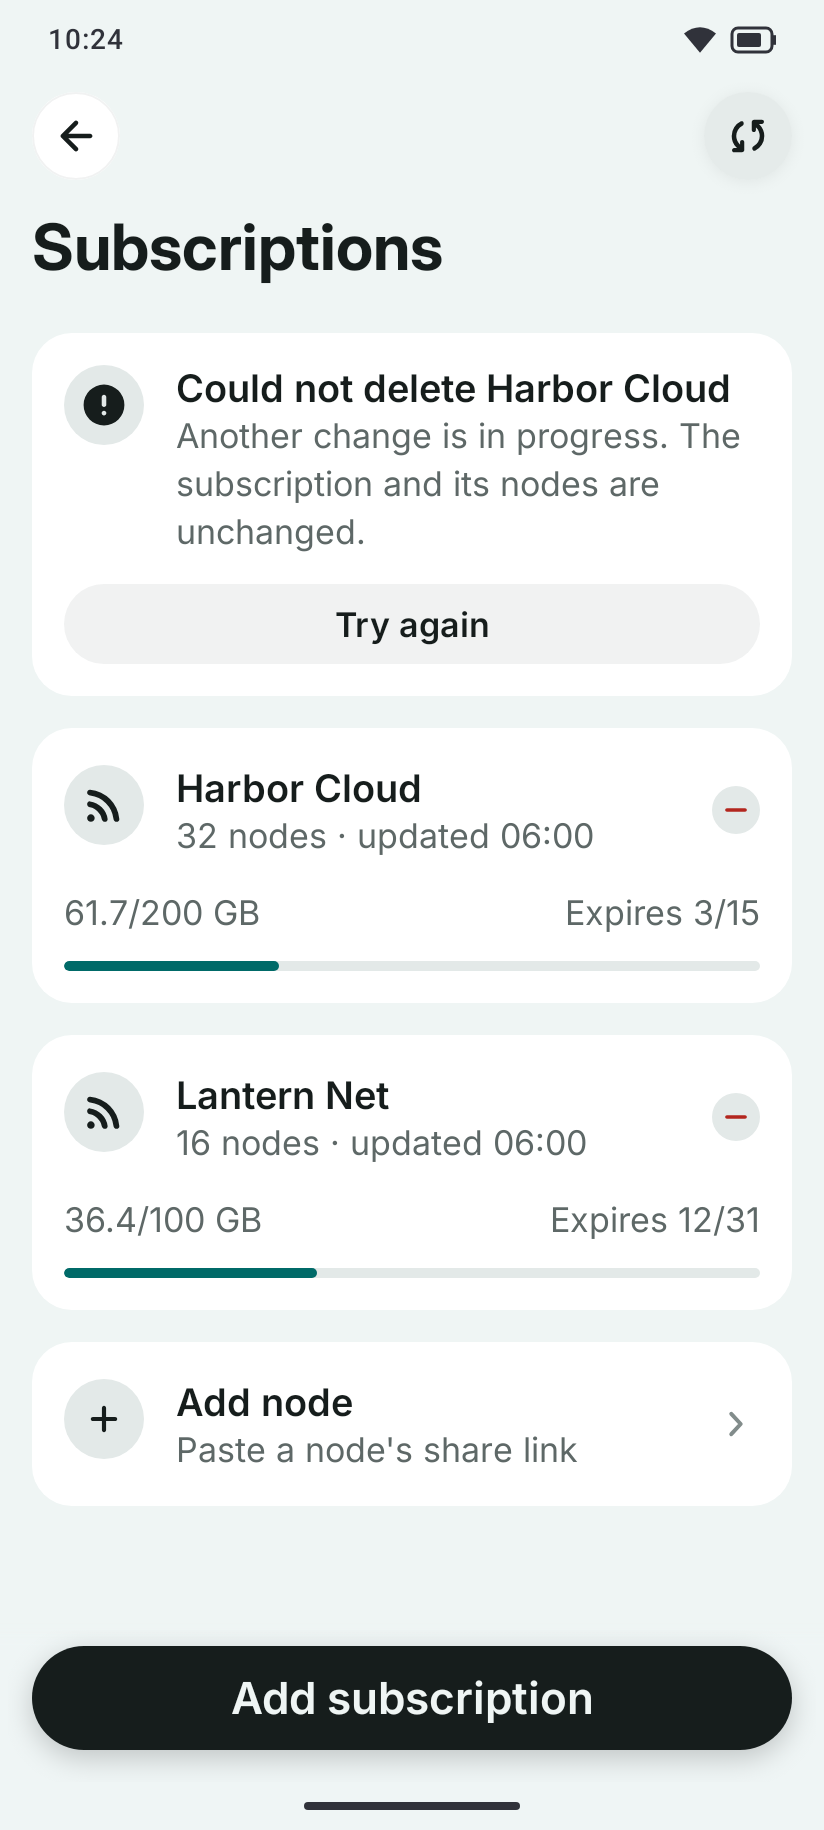 10:24
Subscriptions
Could not delete Harbor Cloud
Another change is in progress. The
subscription and its nodes are
unchanged.
Try again
Harbor Cloud
32 nodes · updated 06:00
61.7/200 GB
Expires 3/15
Lantern Net
16 nodes · updated 06:00
36.4/100 GB
Expires 12/31
Add node
Paste a node's share link
Add subscription